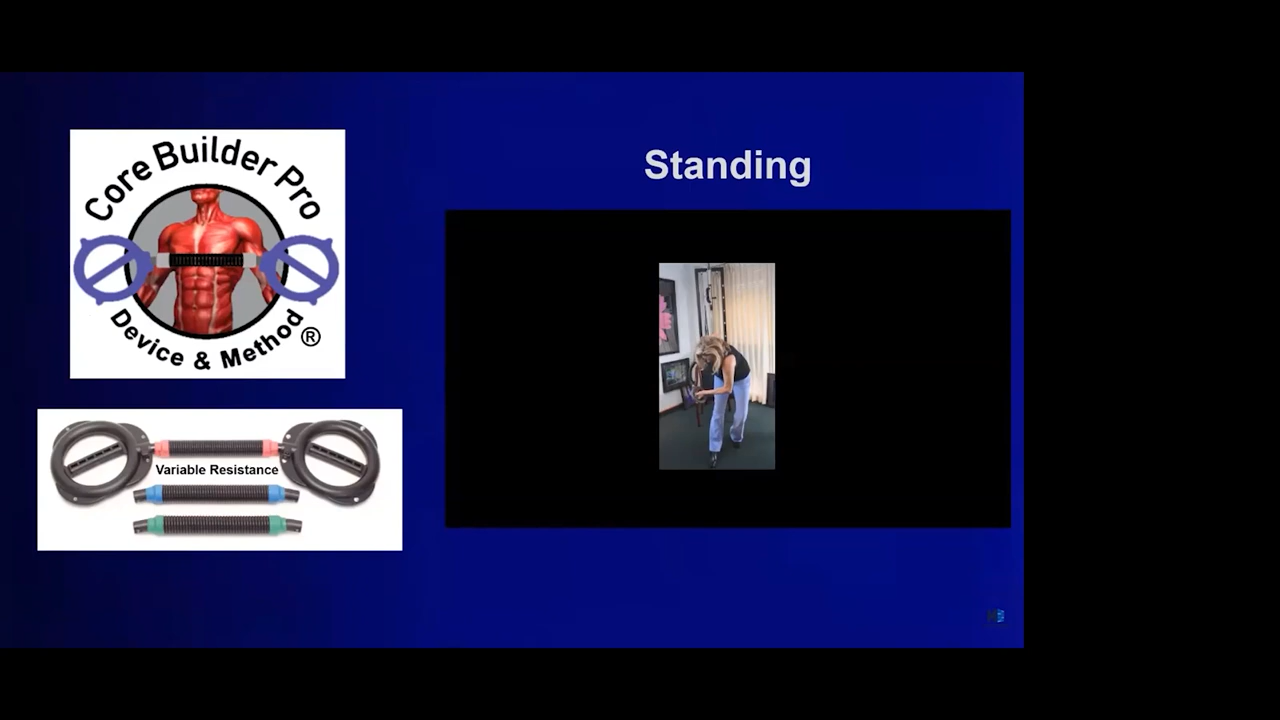 Core Builder Pro
Device & Method ®
Standing
Variable Resistance